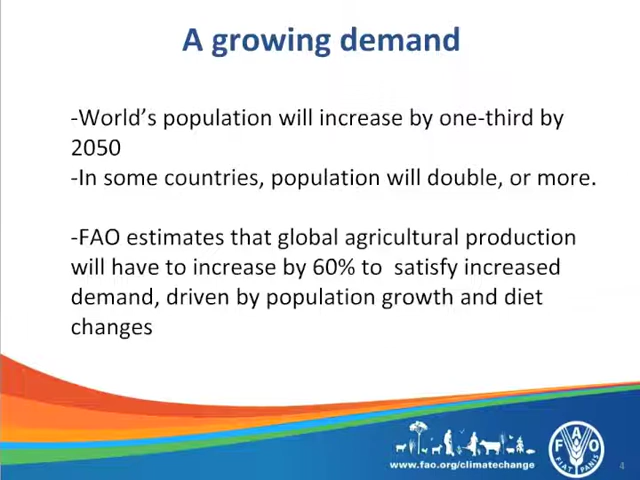 A growing demand
-World's population will increase by one-third by
2050
-In some countries, population will double, or more.
-FAO estimates that global agricultural production
will have to increase by 60% to  satisfy increased
demand, driven by population growth and diet
changes
www.fao.org/climatechange
F A O
FIAT PANIS
4